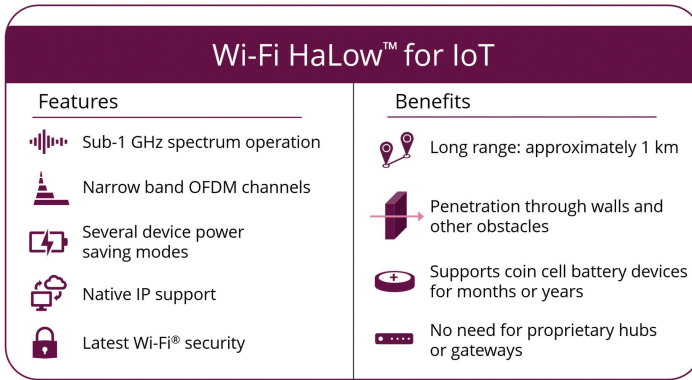 Wi-Fi HaLow™ for IoT
Features
Sub-1 GHz spectrum operation
Narrow band OFDM channels
Several device power
saving modes
Native IP support
Latest Wi-Fi® security
Benefits
Long range: approximately 1 km
Penetration through walls and
other obstacles
Supports coin cell battery devices
for months or years
No need for proprietary hubs
or gateways